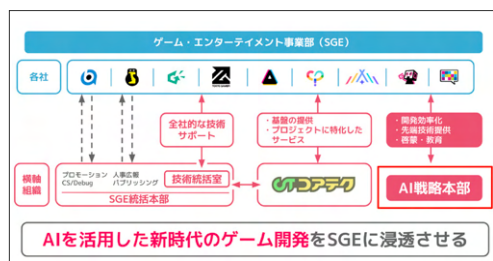 ゲーム・エンターテイメント事業部（SGE）
各社
全社的な技術
サポート
・基盤の提供
・プロジェクトに特化した
サービス
・開発効率化
・先端技術提供
・啓蒙・教育
横軸
組織
プロモーション 人事広報
CS/Debug パブリッシング
技術統括室
SGE統括本部
コアテク
AI戦略本部
AIを活用した新時代のゲーム開発をSGEに浸透させる